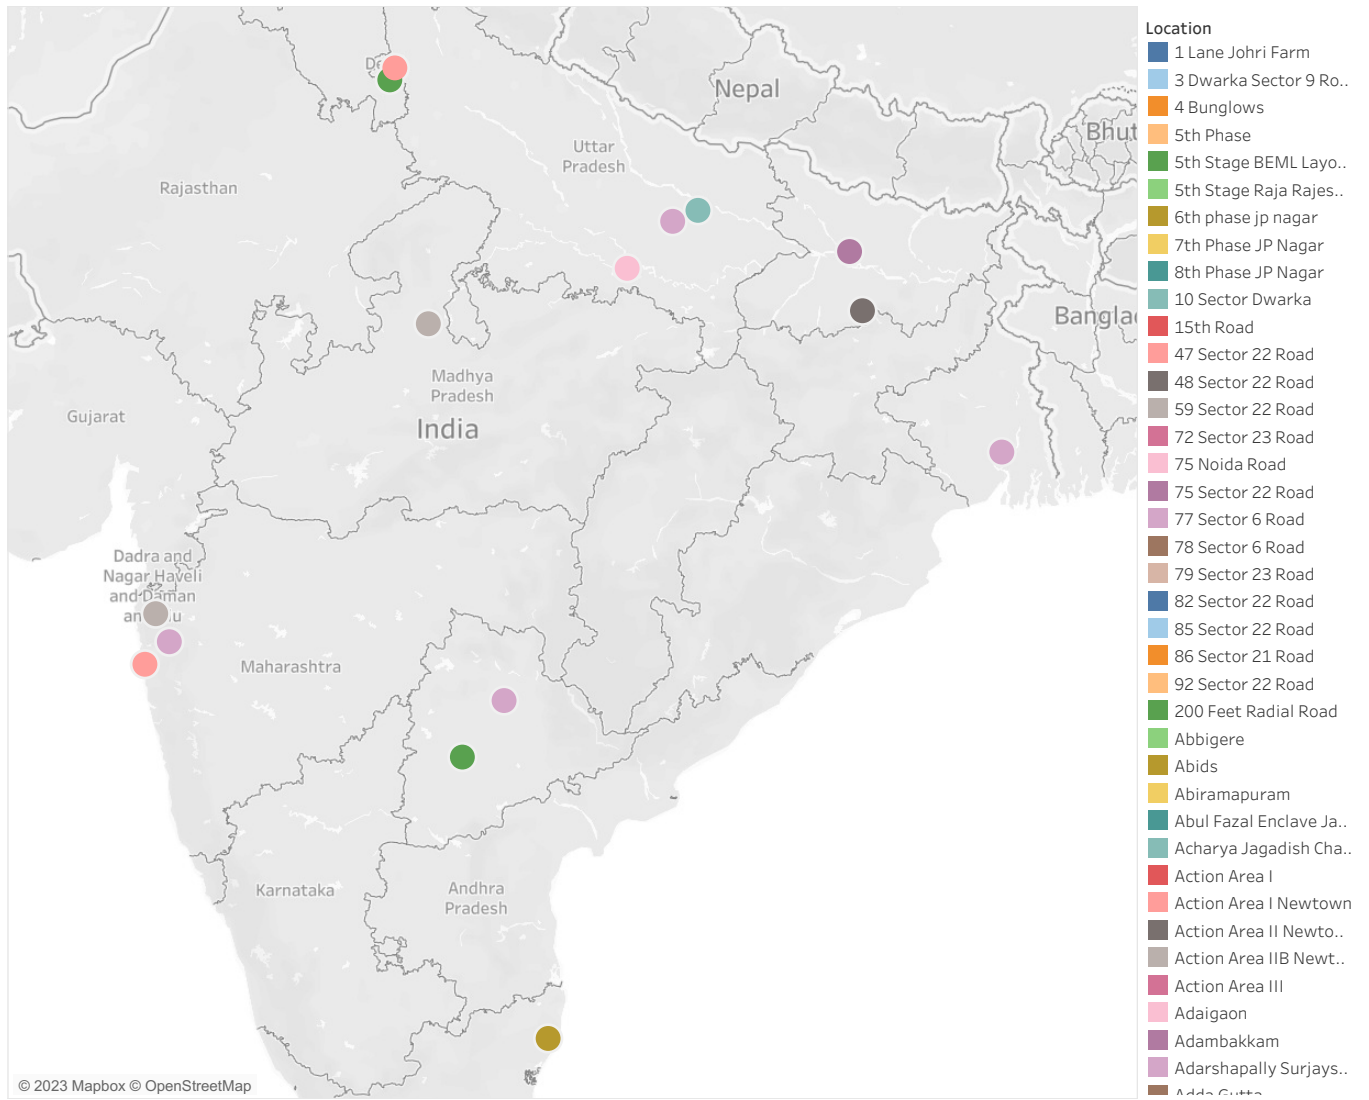 Location
1 Lane Johri Farm
3 Dwarka Sector 9 Ro..
4 Bunglows
5th Phase
5th Stage BEML Layo..
5th Stage Raja Rajes..
6th phase jp nagar
7th Phase JP Nagar
8th Phase JP Nagar
10 Sector Dwarka
15th Road
47 Sector 22 Road
48 Sector 22 Road
59 Sector 22 Road
72 Sector 23 Road
75 Noida Road
75 Sector 22 Road
77 Sector 6 Road
78 Sector 6 Road
79 Sector 23 Road
82 Sector 22 Road
85 Sector 22 Road
86 Sector 21 Road
92 Sector 22 Road
200 Feet Radial Road
Abbigere
Abids
Abiramapuram
Abul Fazal Enclave Ja..
Acharya Jagadish Cha..
Action Area I
Action Area I Newtown
Action Area II Newto..
Action Area IIB Newt..
Action Area III
Adaigaon
Adambakkam
Adarshapally Surjays..
Adda Gutta
Nepal
Bhut
Uttar
Pradesh
Rajasthan
Banglad
Madhya
Pradesh
Gujarat
India
Dadra and
Nagar Haveli
and Daman
Maharashtra
Karnataka
Andhra
Pradesh
© 2023 Mapbox © OpenStreetMap